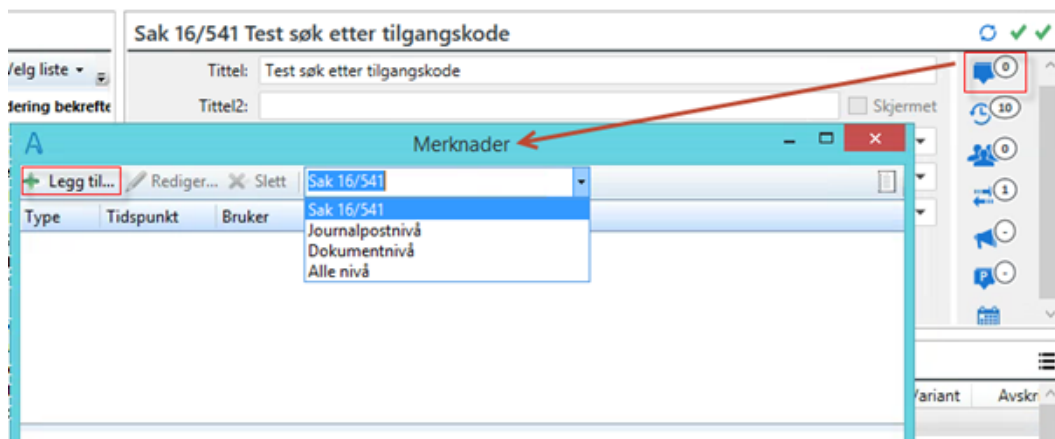 Sak 16/541 Test søk etter tilgangskode
Velg liste
Tittel: Test søk etter tilgangskode
dering bekrefte
Tittel2:
Skjermet
0
10
0
1
-
P -
Merknader
Legg til... Rediger... Slett Sak 16/541
Type Tidspunkt Bruker
Sak 16/541
Journalpostnivå
Dokumentnivå
Alle nivå
Variant Avskr